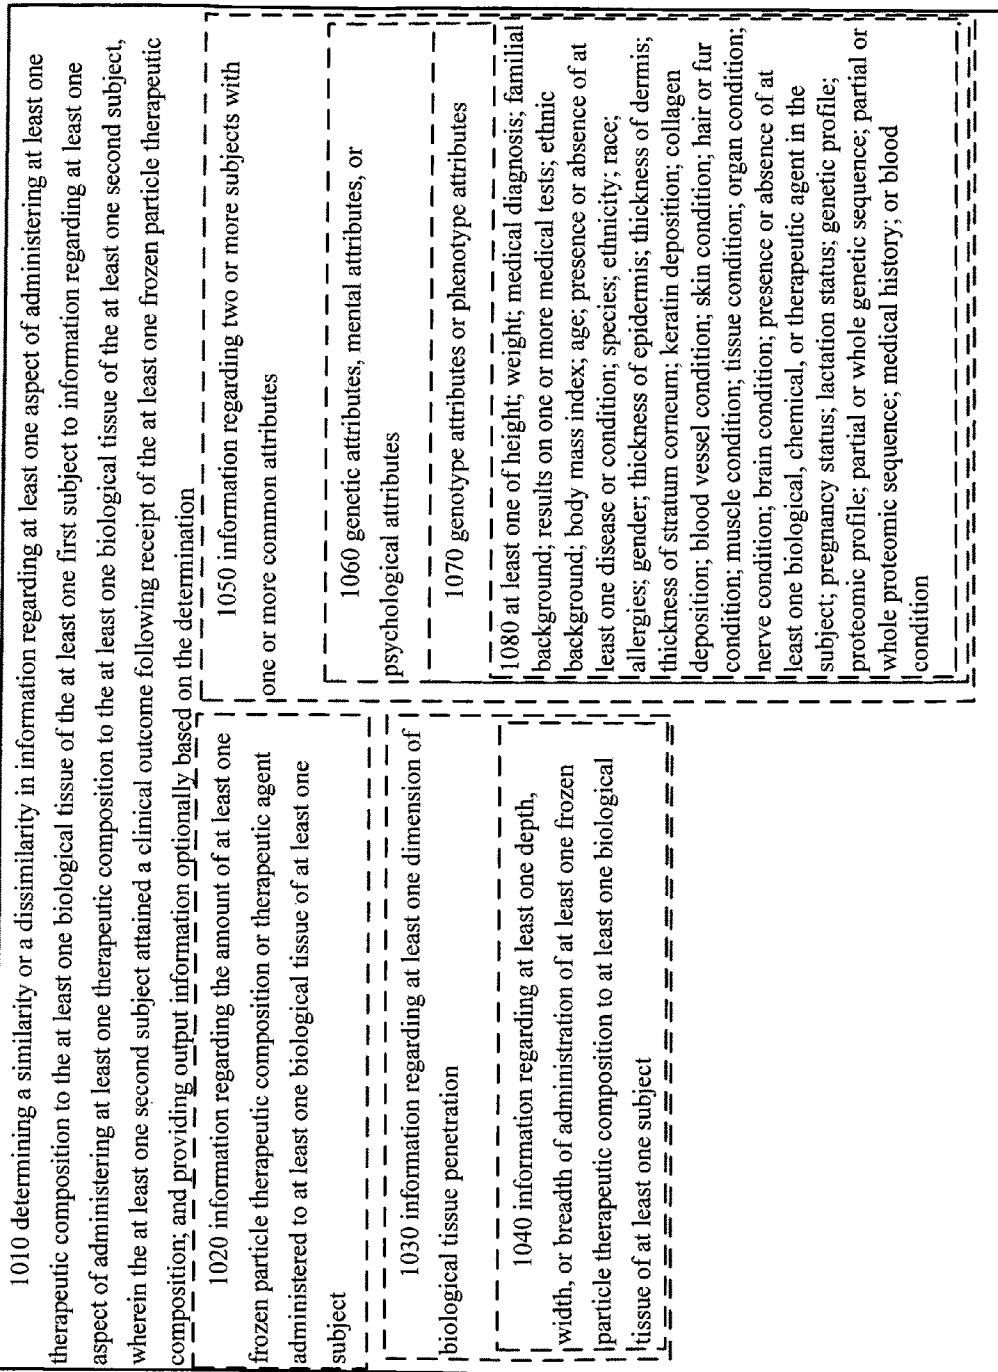 1010 determining a similarity or a dissimilarity in information regarding at least one aspect of administering at least one
therapeutic composition to the at least one biological tissue of the at least one first subject to information regarding at least one
aspect of administering at least one therapeutic composition to the at least one biological tissue of the at least one second subject,
wherein the at least one second subject attained a clinical outcome following receipt of the at least one frozen particle therapeutic
composition; and providing output information optionally based on the determination
1020 information regarding the amount of at least one
frozen particle therapeutic composition or therapeutic agent
administered to at least one biological tissue of at least one
subject
1030 information regarding at least one dimension of
biological tissue penetration
1040 information regarding at least one depth,
width, or breadth of administration of at least one frozen
particle therapeutic composition to at least one biological
tissue of at least one subject
1050 information regarding two or more subjects with
one or more common attributes
1060 genetic attributes, mental attributes, or
psychological attributes
1070 genotype attributes or phenotype attributes
1080 at least one of height; weight; medical diagnosis; familial
background; results on one or more medical tests; ethnic
background; body mass index; age; presence or absence of at
least one disease or condition; species; ethnicity; race;
allergies; gender; thickness of epidermis; thickness of dermis;
thickness of stratum corneum; keratin deposition; collagen
deposition; blood vessel condition; skin condition; hair or fur
condition; muscle condition; tissue condition; organ condition;
nerve condition; brain condition; presence or absence of at
least one biological, chemical, or therapeutic agent in the
subject; pregnancy status; lactation status; genetic profile;
proteomic profile; partial or whole genetic sequence; partial or
whole proteomic sequence; medical history; or blood
condition